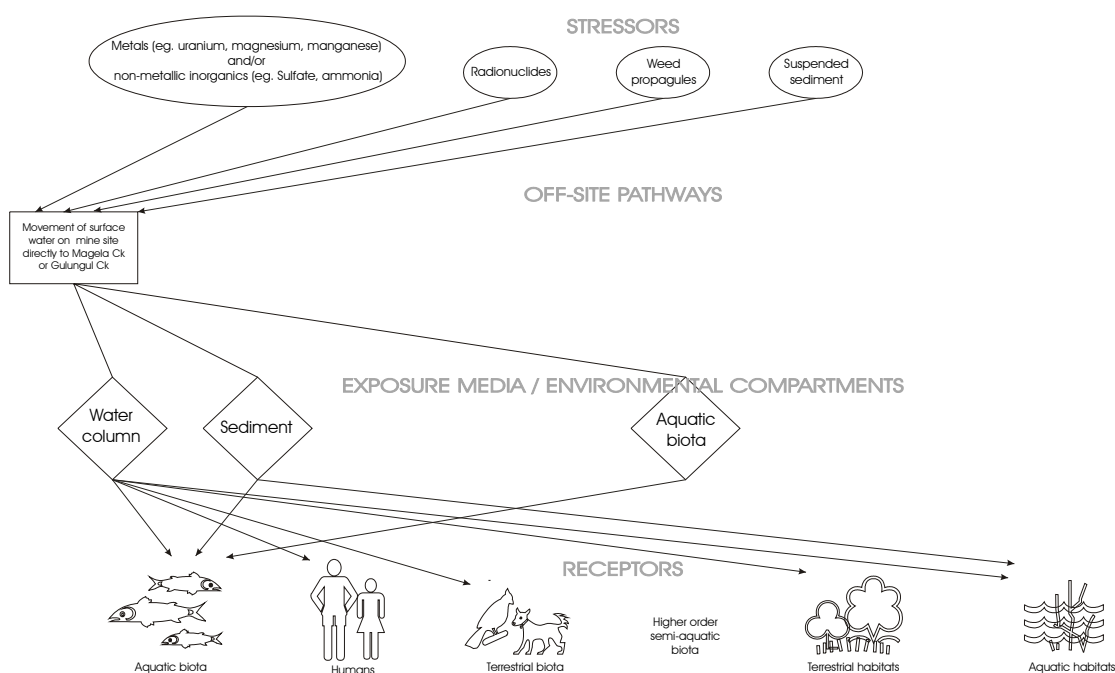 STRESSORS
Metals (eg. uranium, magnesium, manganese)
and/or
non-metallic inorganics (eg. Sulfate, ammonia)
Radionuclides
Weed
propagules
Suspended
sediment
OFF-SITE PATHWAYS
Movement of surface
water on mine site
directly to Magela Ck
or Gulungul Ck
EXPOSURE MEDIA / ENVIRONMENTAL COMPARTMENTS
Water
column
Sediment
Aquatic
biota
RECEPTORS
Aquatic biota
Humans
Terrestrial biota
Higher order
semi-aquatic
biota
Terrestrial habitats
Aquatic habitats